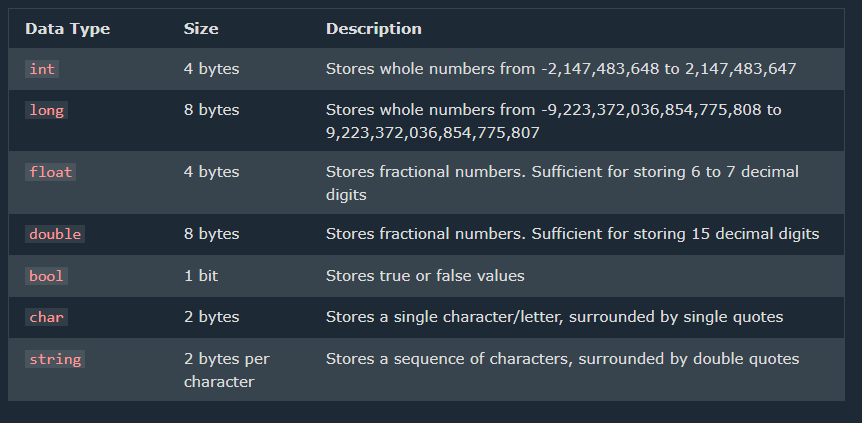 Data Type Size Description
int 4 bytes Stores whole numbers from -2,147,483,648 to 2,147,483,647
long 8 bytes Stores whole numbers from -9,223,372,036,854,775,808 to
9,223,372,036,854,775,807
float 4 bytes Stores fractional numbers. Sufficient for storing 6 to 7 decimal
digits
double 8 bytes Stores fractional numbers. Sufficient for storing 15 decimal digits
bool 1 bit Stores true or false values
char 2 bytes Stores a single character/letter, surrounded by single quotes
string 2 bytes per Stores a sequence of characters, surrounded by double quotes
character